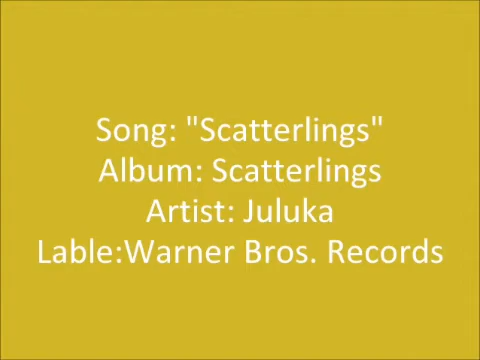 Song: "Scatterlings"
Album: Scatterlings
Artist: Juluka
Lable:Warner Bros. Records